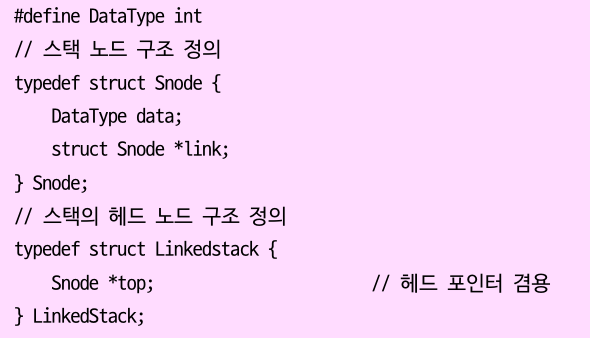 #define DataType int
// 스택 노드 구조 정의
typedef struct Snode {
    DataType data;
    struct Snode *link;
} Snode;
// 스택의 헤드 노드 구조 정의
typedef struct Linkedstack {
    Snode *top;                    // 헤드 포인터 겸용
} LinkedStack;